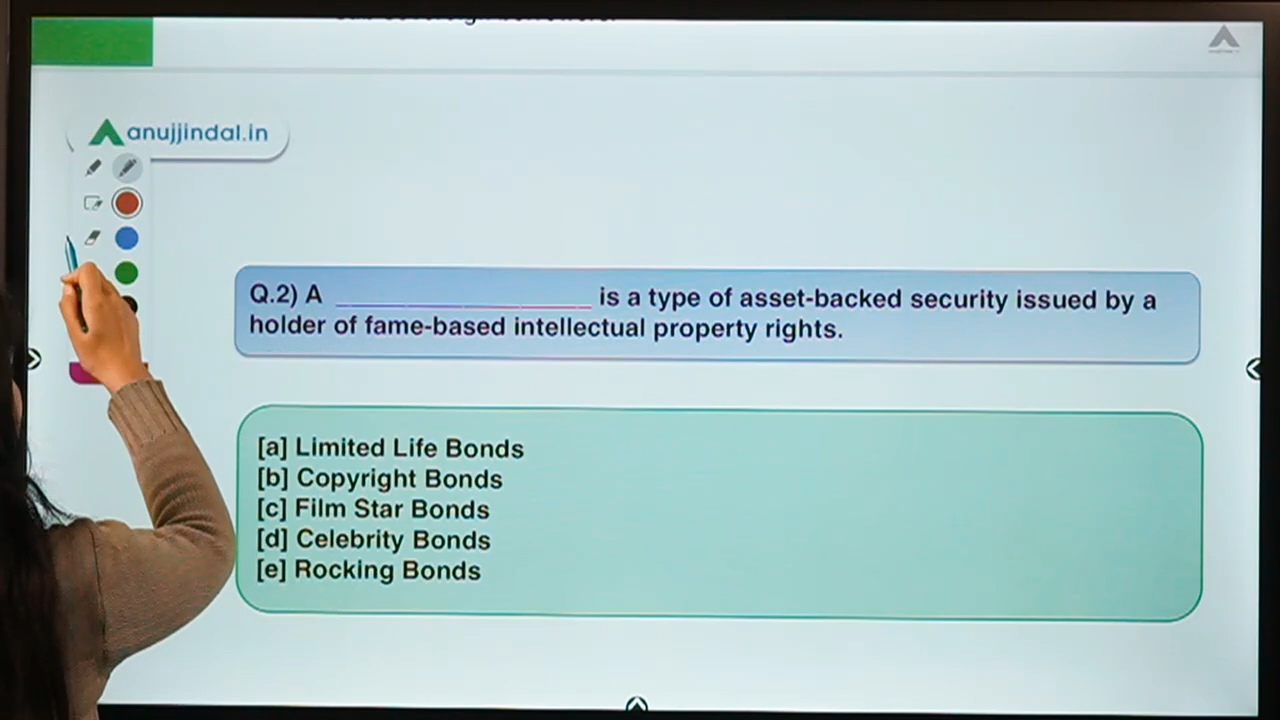 anujjindal.in
Q.2) A ____________________ is a type of asset-backed security issued by a
holder of fame-based intellectual property rights.
[a] Limited Life Bonds
[b] Copyright Bonds
[c] Film Star Bonds
[d] Celebrity Bonds
[e] Rocking Bonds